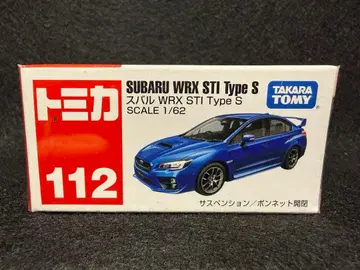 トミカ
112
SUBARU WRX STI Type S
スバル WRX STI Type S
SCALE 1/62
TAKARA
TOMY
サスペンション/ボンネット開閉